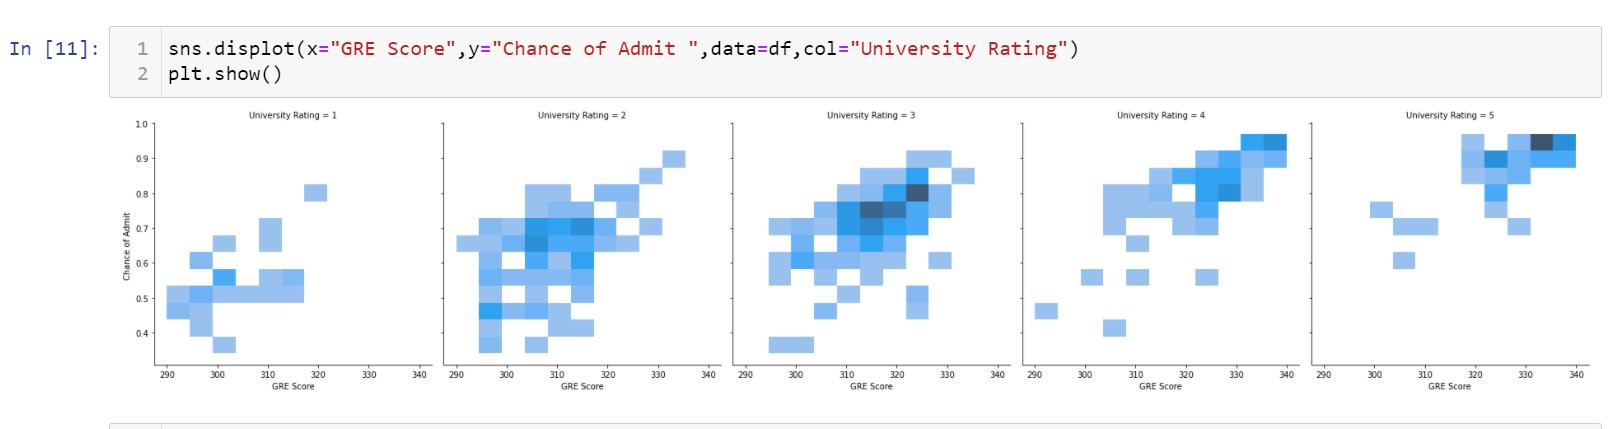 In [11]:
1 sns.displot(x="GRE Score",y="Chance of Admit ",data=df,col="University Rating")
2 plt.show()
University Rating = 1
University Rating = 2
University Rating = 3
University Rating = 4
University Rating = 5
1.0
0.9
0.8
0.7
0.6
0.5
0.4
Chance of Admit
290 300 310 320 330 340
290 300 310 320 330 340
290 300 310 320 330 340
290 300 310 320 330 340
290 300 310 320 330 340
GRE Score
GRE Score
GRE Score
GRE Score
GRE Score